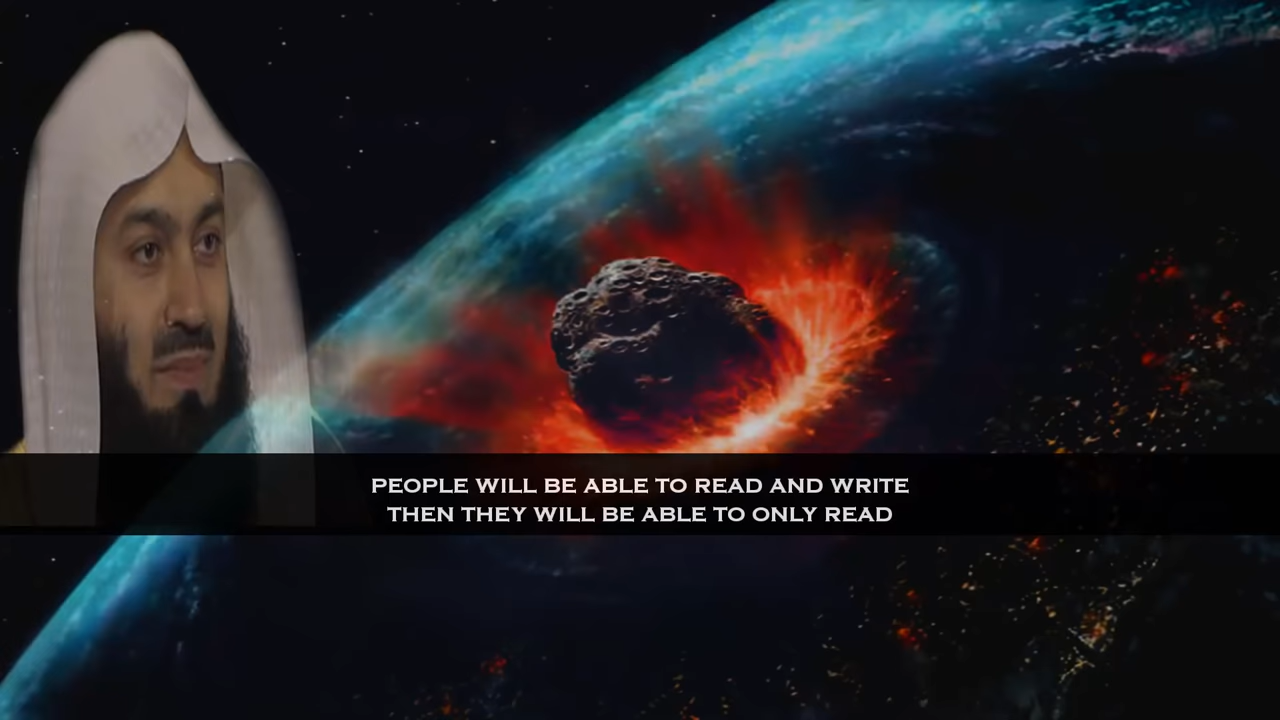 PEOPLE WILL BE ABLE TO READ AND WRITE
THEN THEY WILL BE ABLE TO ONLY READ